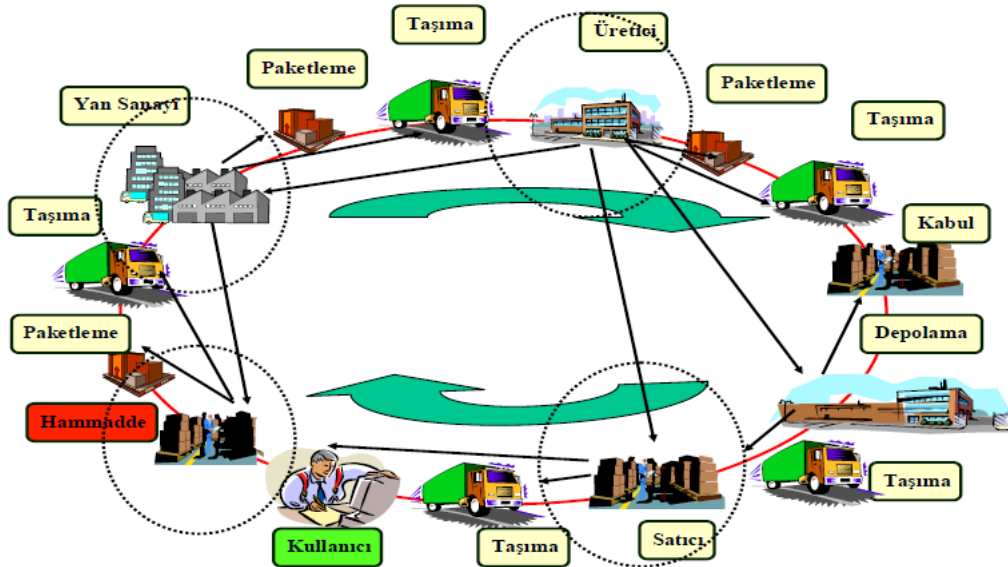 Taşıma
Üretici
Paketleme
Paketleme
Yan Sanayi
Taşıma
Taşıma
Kabul
Paketleme
Depolama
Hammadde
Taşıma
Kullanıcı
Taşıma
Satıcı